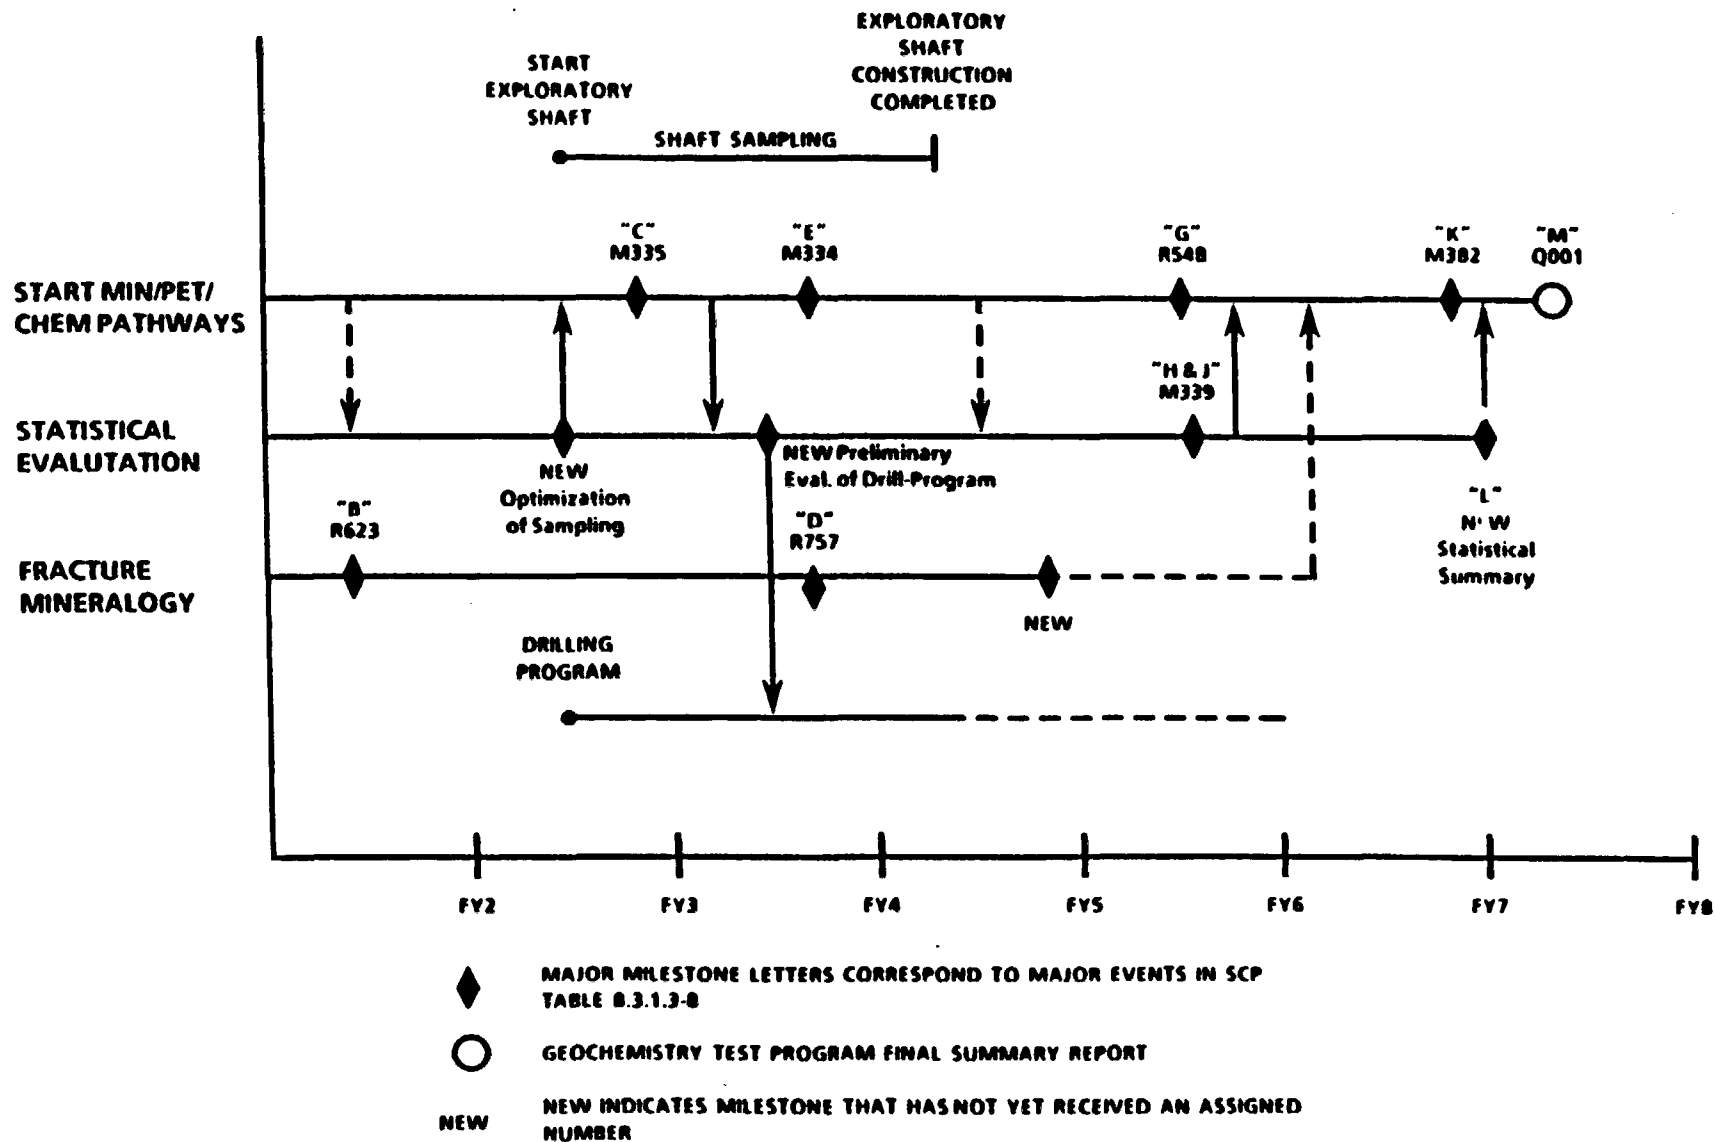 EXPLORATORY
SHAFT
CONSTRUCTION
COMPLETED
START
EXPLORATORY
SHAFT
SHAFT SAMPLING
"C"
M335
"E"
M334
"G"
R548
"K"
M382
"M"
Q001
START MIN/PET/
CHEM PATHWAYS
"H & J"
M339
STATISTICAL
EVALUTATION
NEW
Optimization
of Sampling
NEW Preliminary
Eval. of Drill-Program
"L"
N W
Statistical
Summary
"B"
R623
"D"
R757
FRACTURE
MINERALOGY
NEW
DRILLING
PROGRAM
FY2
FY3
FY4
FY5
FY6
FY7
FY8
MAJOR MILESTONE LETTERS CORRESPOND TO MAJOR EVENTS IN SCP
TABLE 8.3.1.3-8
GEOCHEMISTRY TEST PROGRAM FINAL SUMMARY REPORT
NEW
NEW INDICATES MILESTONE THAT HAS NOT YET RECEIVED AN ASSIGNED
NUMBER